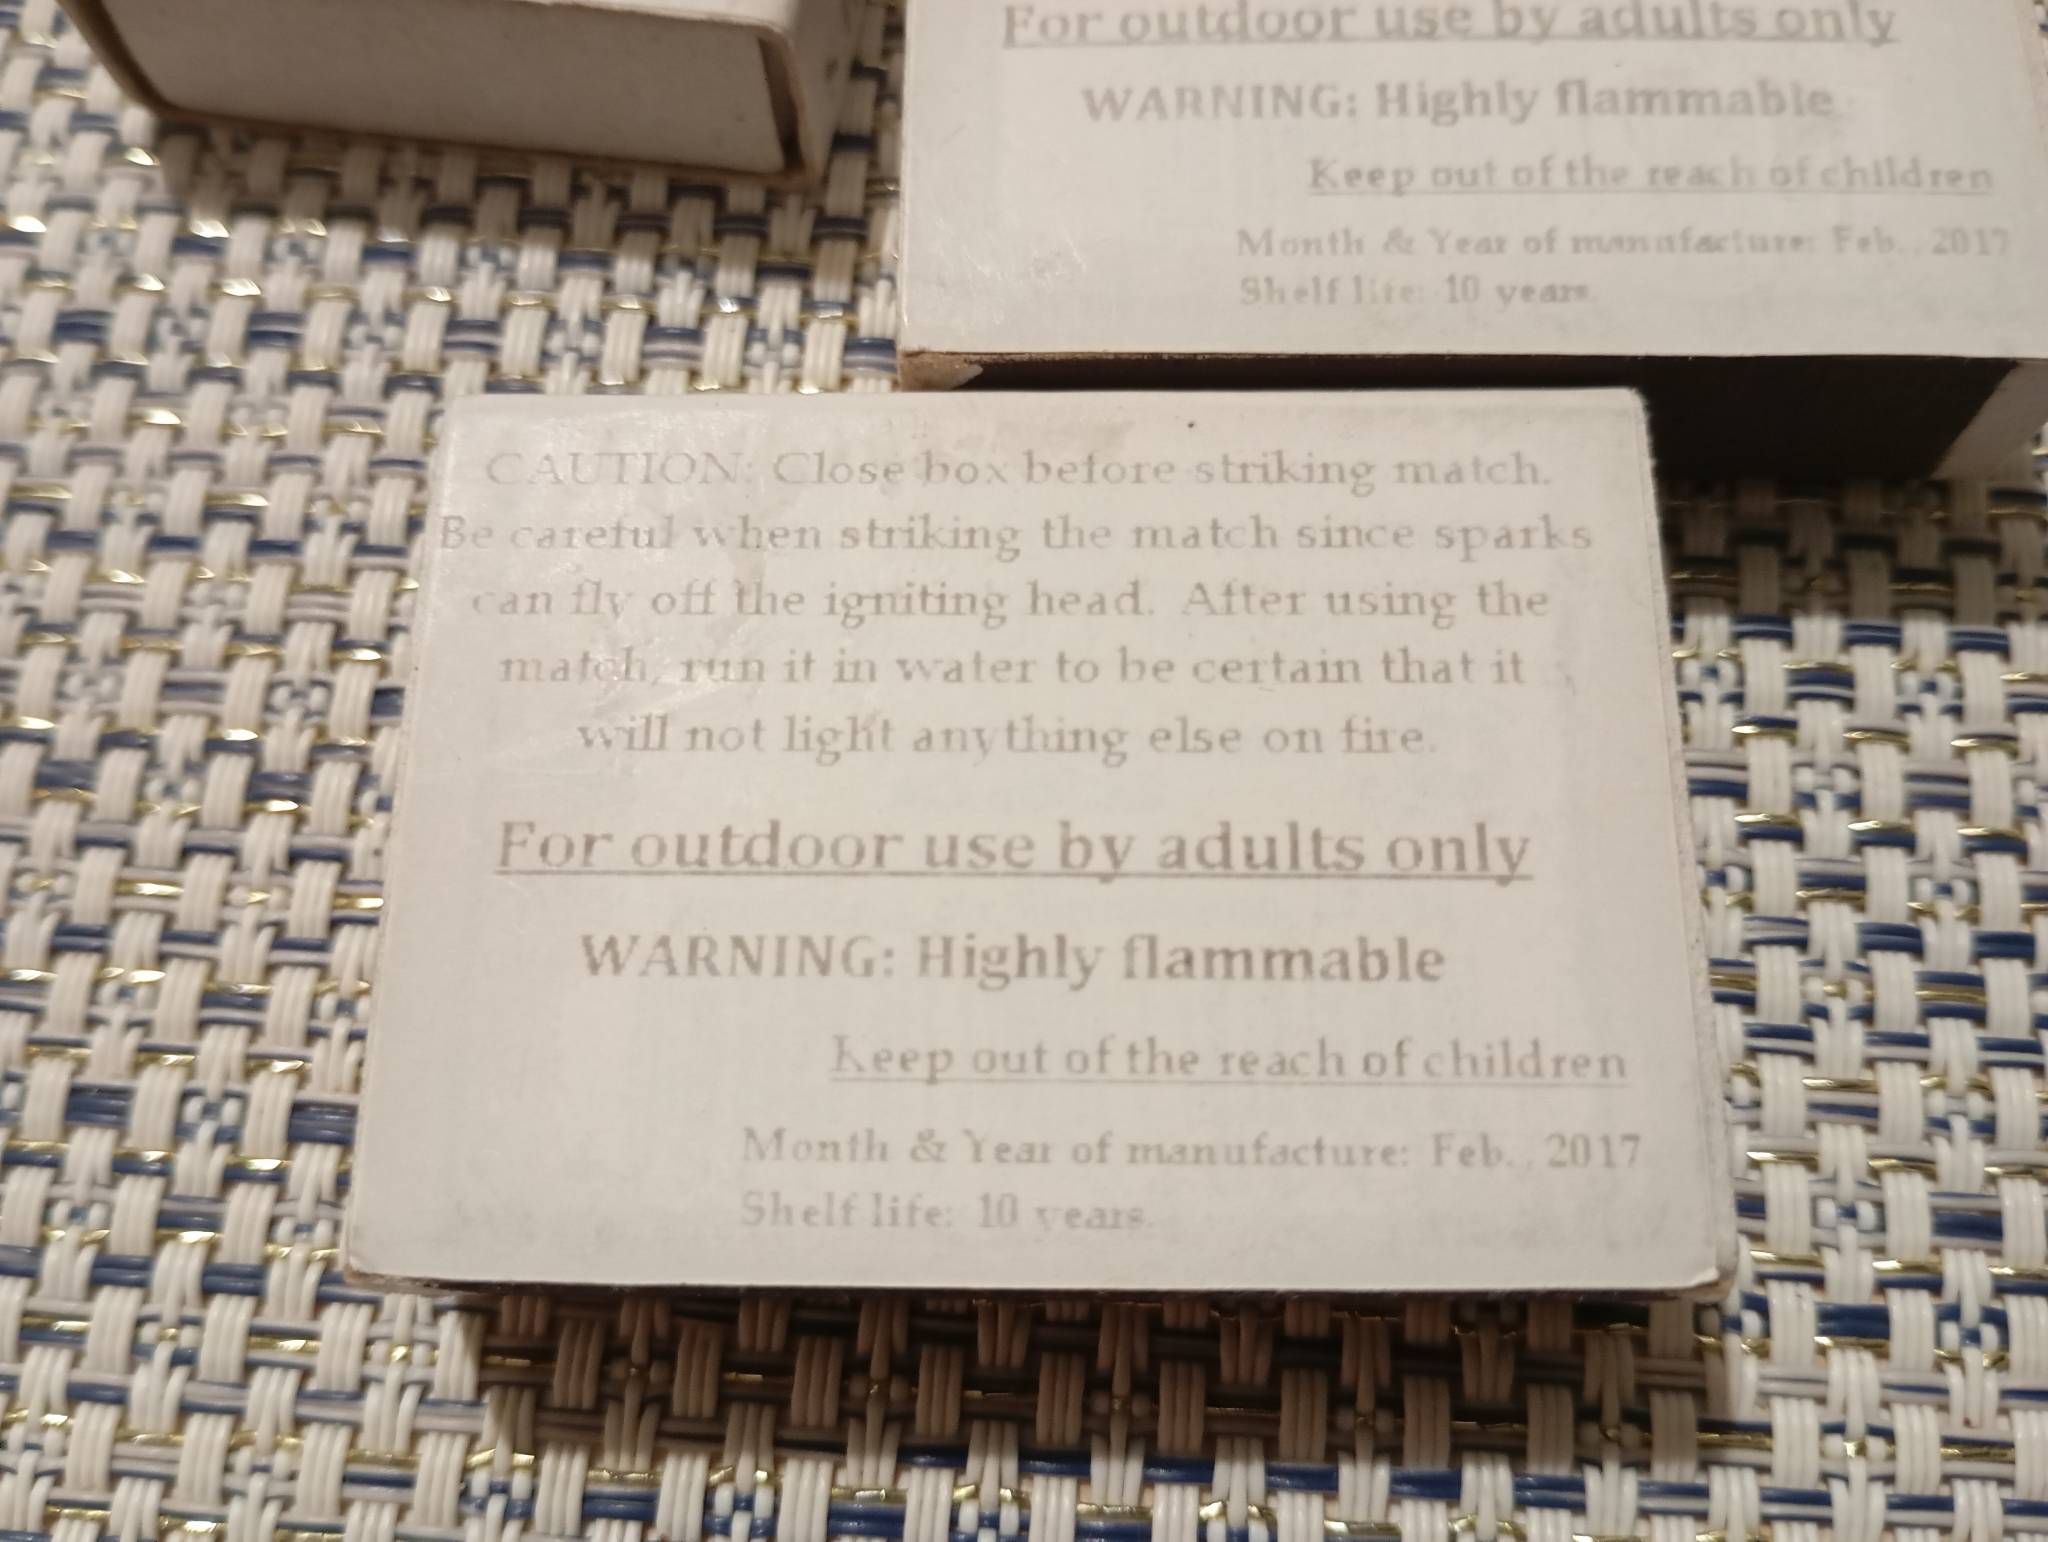 For outdoor use by adults only
WARNING: Highly flammable
Keep out of the reach of children
Month & Year of manufacture: Feb., 2017
Shelf life: 10 years.
CAUTION: Close box before striking match.
Be careful when striking the match since sparks
can fly off the igniting head. After using the
match, run it in water to be certain that it
will not light anything else on fire.
For outdoor use by adults only
WARNING: Highly flammable
Keep out of the reach of children
Month & Year of manufacture: Feb., 2017
Shelf life: 10 years.